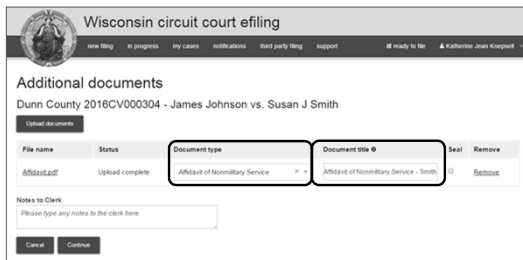 Wisconsin circuit court efiling
new filing in progress my cases notifications third party filing support ready to file Katherine Jean Koepsell
Additional documents
Dunn County 2016CV000304 - James Johnson vs. Susan J Smith
Upload documents
File name Status Document type Document title Seal Remove
Affidavit.pdf Upload complete Affidavit of Nonmilitary Service × Affidavit of Nonmilitary Service - Smith Remove
Notes to Clerk
Please type any notes to the clerk here.
Cancel Continue